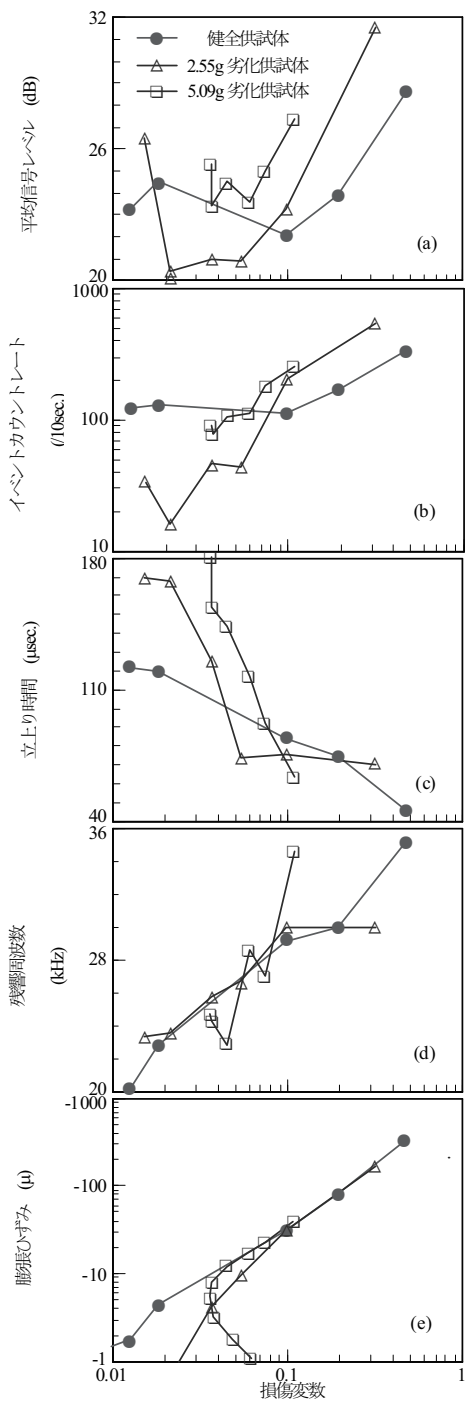 32
26
20
平均信号レベル (dB)
健全供試体
2.55g 劣化供試体
5.09g 劣化供試体
(a)
1000
100
10
イベントカウントレート
(/10sec.)
(b)
180
110
40
立上り時間 (μsec.)
(c)
36
28
20
残響周波数
(kHz)
(d)
-1000
-100
-10
-1
膨張ひずみ (μ)
(e)
0.01
0.1
1
損傷変数